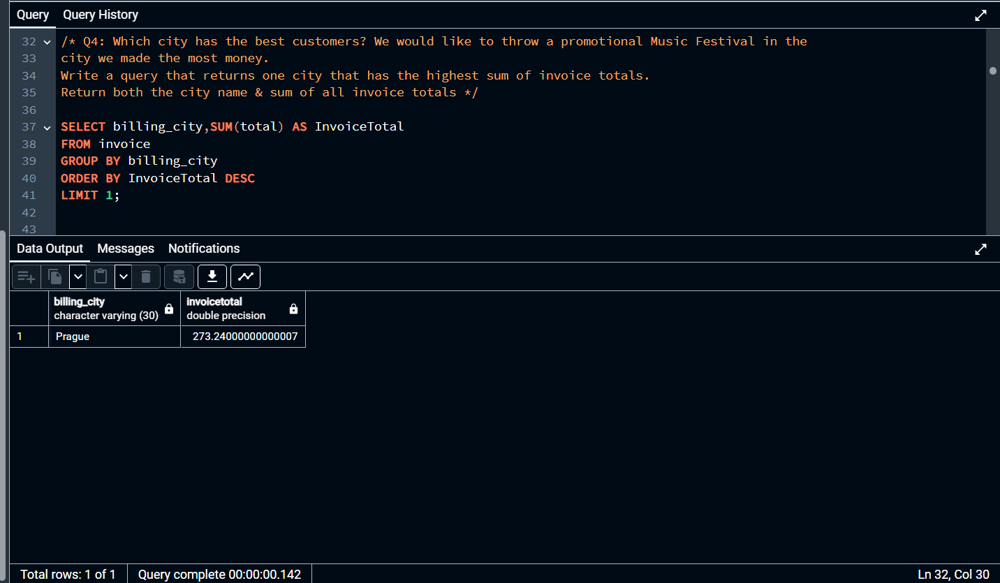 Query Query History
32 /* Q4: Which city has the best customers? We would like to throw a promotional Music Festival in the
33 city we made the most money.
34 Write a query that returns one city that has the highest sum of invoice totals.
35 Return both the city name & sum of all invoice totals */
36
37 SELECT billing_city,SUM(total) AS InvoiceTotal
38 FROM invoice
39 GROUP BY billing_city
40 ORDER BY InvoiceTotal DESC
41 LIMIT 1;
42
43
Data Output Messages Notifications
billing_city invoicetotal
character varying (30) double precision
1 Prague 273.24000000000007
Total rows: 1 of 1 Query complete 00:00:00.142 Ln 32, Col 30